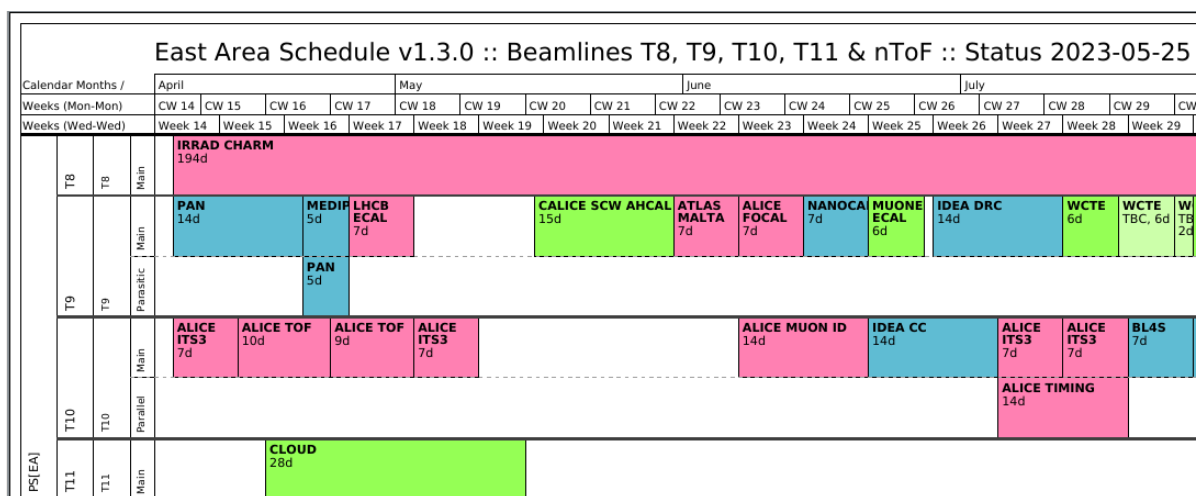 East Area Schedule v1.3.0 :: Beamlines T8, T9, T10, T11 & nToF :: Status 2023-05-25
Calendar Months / April May June July
Weeks (Mon-Mon) CW 14 CW 15 CW 16 CW 17 CW 18 CW 19 CW 20 CW 21 CW 22 CW 23 CW 24 CW 25 CW 26 CW 27 CW 28 CW 29 CW
Weeks (Wed-Wed) Week 14 Week 15 Week 16 Week 17 Week 18 Week 19 Week 20 Week 21 Week 22 Week 23 Week 24 Week 25 Week 26 Week 27 Week 28 Week 29
PS[EA]
T8 T8 Main
IRRAD CHARM
194d
T9 T9 Main
PAN
14d
MEDIP
5d
LHCB
ECAL
7d
CALICE SCW AHCAL
15d
ATLAS
MALTA
7d
ALICE
FOCAL
7d
NANOCA
7d
MUONE
ECAL
6d
IDEA DRC
14d
WCTE
6d
WCTE
TBC, 6d
W
TB
2d
Parasitic
PAN
5d
T10 T10 Main
ALICE
ITS3
7d
ALICE TOF
10d
ALICE TOF
9d
ALICE
ITS3
7d
ALICE MUON ID
14d
IDEA CC
14d
ALICE
ITS3
7d
ALICE
ITS3
7d
BL4S
7d
Parallel
ALICE TIMING
14d
T11 T11 Main
CLOUD
28d